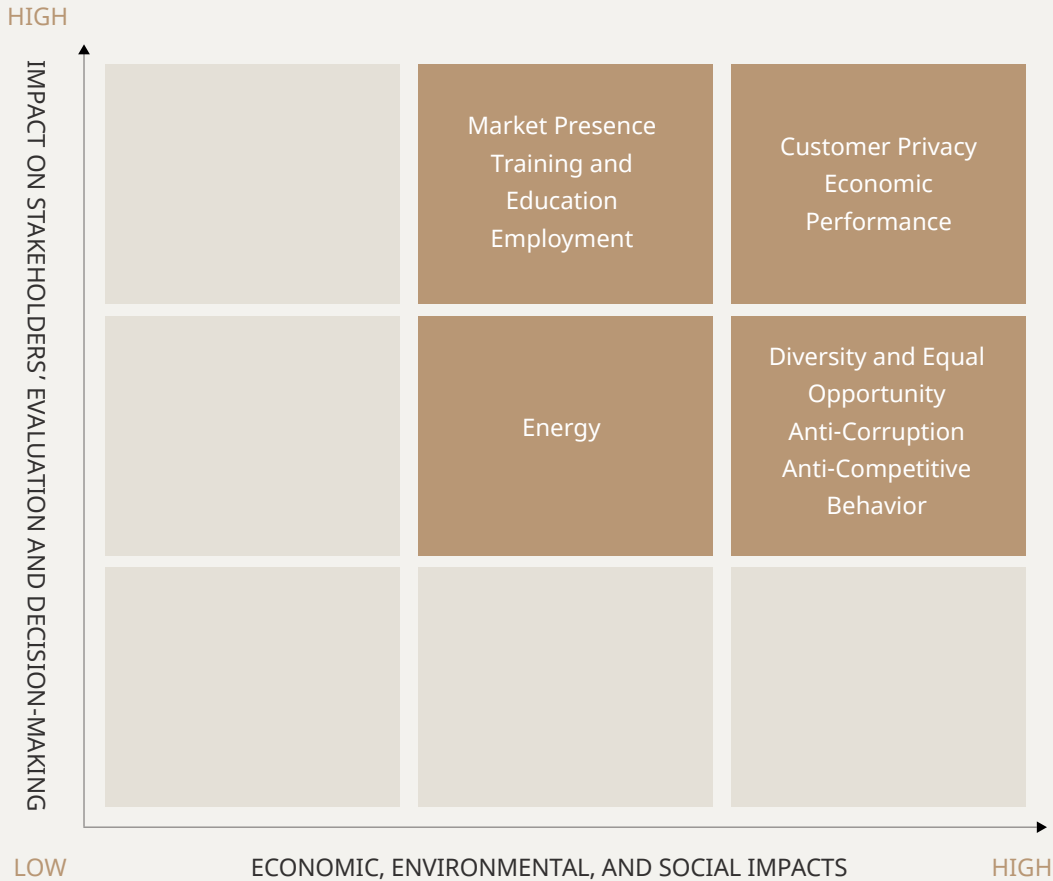 HIGH
IMPACT ON STAKEHOLDERS’ EVALUATION AND DECISION-MAKING
Market Presence
Training and
Education
Employment
Customer Privacy
Economic
Performance
Energy
Diversity and Equal
Opportunity
Anti-Corruption
Anti-Competitive
Behavior
LOW
ECONOMIC, ENVIRONMENTAL, AND SOCIAL IMPACTS
HIGH